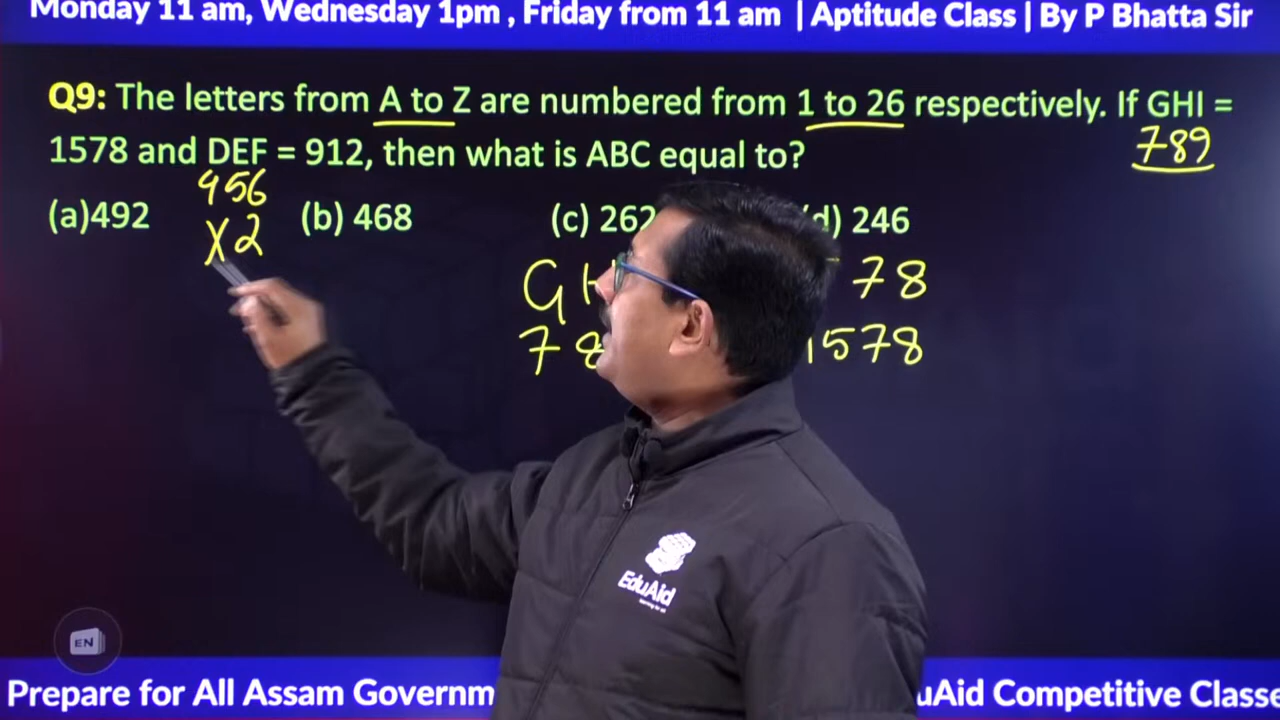 Monday 11 am, Wednesday 1pm , Friday from 11 am | Aptitude Class | By P Bhatta Sir
Q9: The letters from A to Z are numbered from 1 to 26 respectively. If GHI =
789
1578 and DEF = 912, then what is ABC equal to?
456
(a)492 (b) 468 (c) 262 (d) 246
X2
G H 78
78 1578
EduAid
EN
Prepare for All Assam Governm uAid Competitive Classe